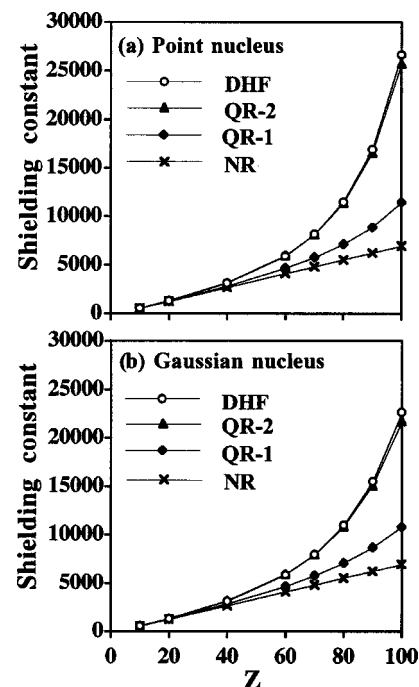 (a) Point nucleus
DHF
QR-2
QR-1
NR
Shielding constant
30000
25000
20000
15000
10000
5000
0
(b) Gaussian nucleus
DHF
QR-2
QR-1
NR
Shielding constant
30000
25000
20000
15000
10000
5000
0
0 20 40 60 80 100
Z